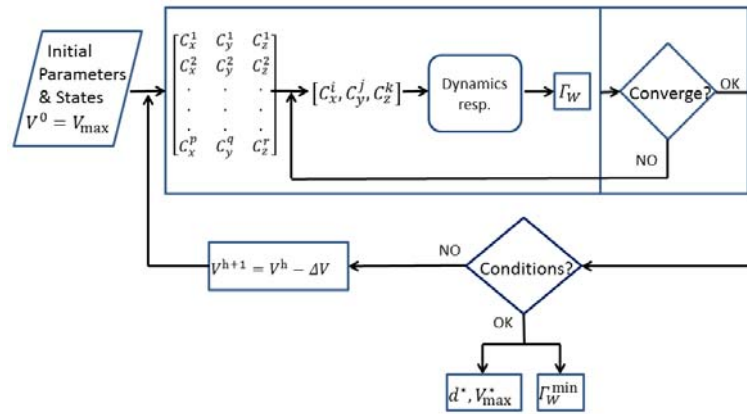 Initial
Parameters
& States
V⁰ = V_max
[C_x^1 C_y^1 C_z^1
C_x^2 C_y^2 C_z^2
. . .
. . .
. . .
C_x^p C_y^q C_z^r]
[C_x^i, C_y^j, C_z^k]
Dynamics
resp.
Γ_W
Converge?
OK
NO
V^{h+1} = V^h − ΔV
NO
Conditions?
OK
d*, V*_max
Γ_W^min